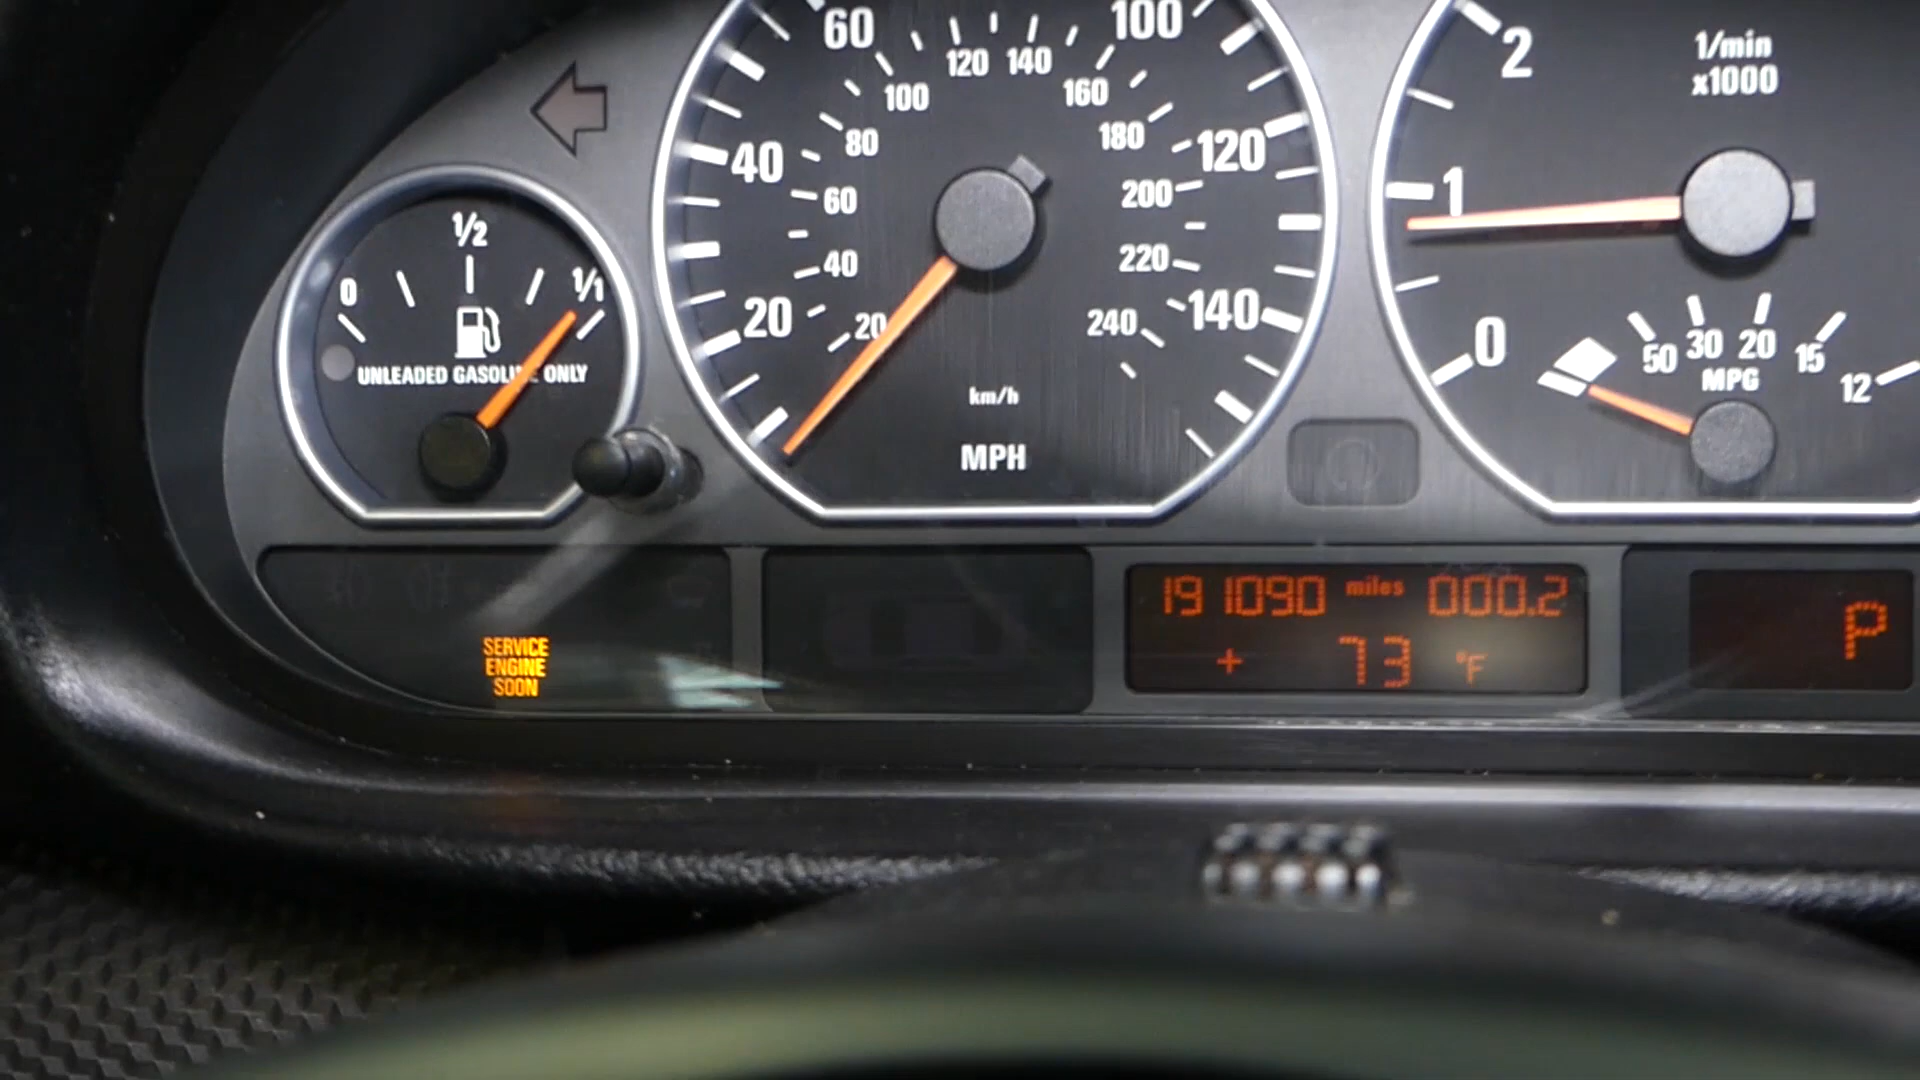 0
1/2
1/1
UNLEADED GASOLINE ONLY
20
40
60
100
120
140
20
40
60
80
100
120
140
160
180
200
220
240
km/h
MPH
0
1
2
1/min
x1000
50
30
20
15
12
MPG
SERVICE
ENGINE
SOON
191090 miles 000.2
+ 73 °F
P